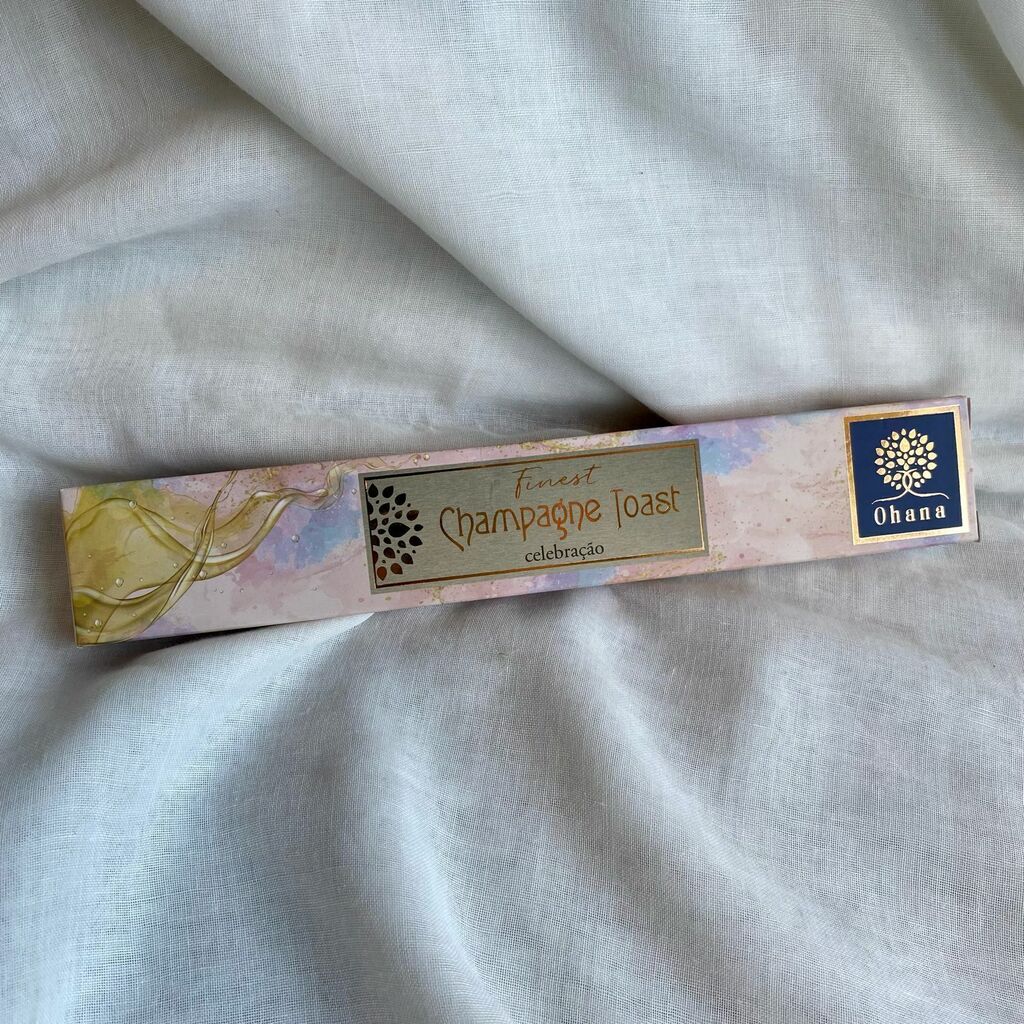 Finest
Champagne Toast
celebração
Ohana